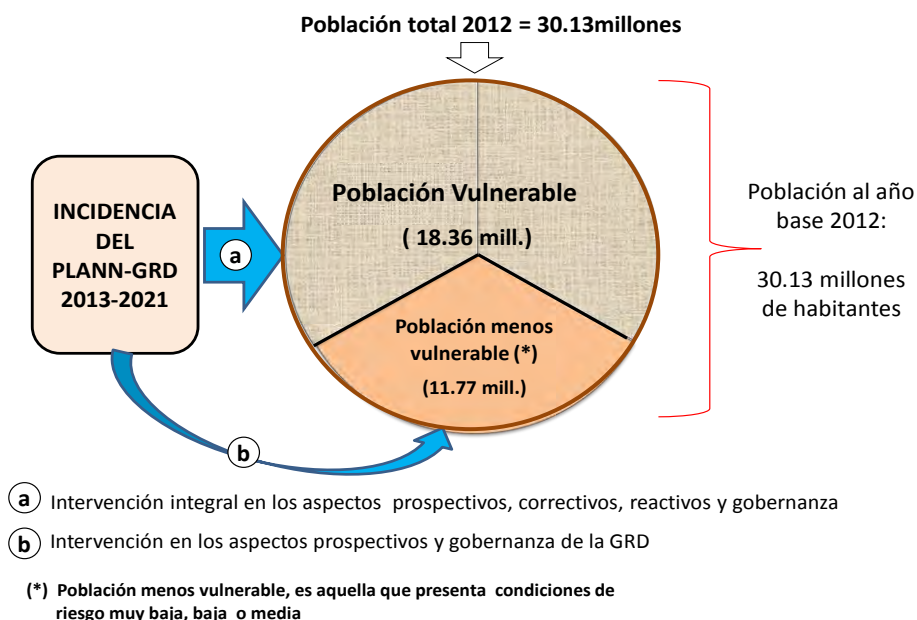 Población total 2012 = 30.13millones
INCIDENCIA
DEL
PLANN-GRD
2013-2021
a
Población Vulnerable
( 18.36 mill.)
Población menos
vulnerable (*)
(11.77 mill.)
Población al año
base 2012:
30.13 millones
de habitantes
b
a Intervención integral en los aspectos prospectivos, correctivos, reactivos y gobernanza
b Intervención en los aspectos prospectivos y gobernanza de la GRD
(*) Población menos vulnerable, es aquella que presenta condiciones de
riesgo muy baja, baja o media